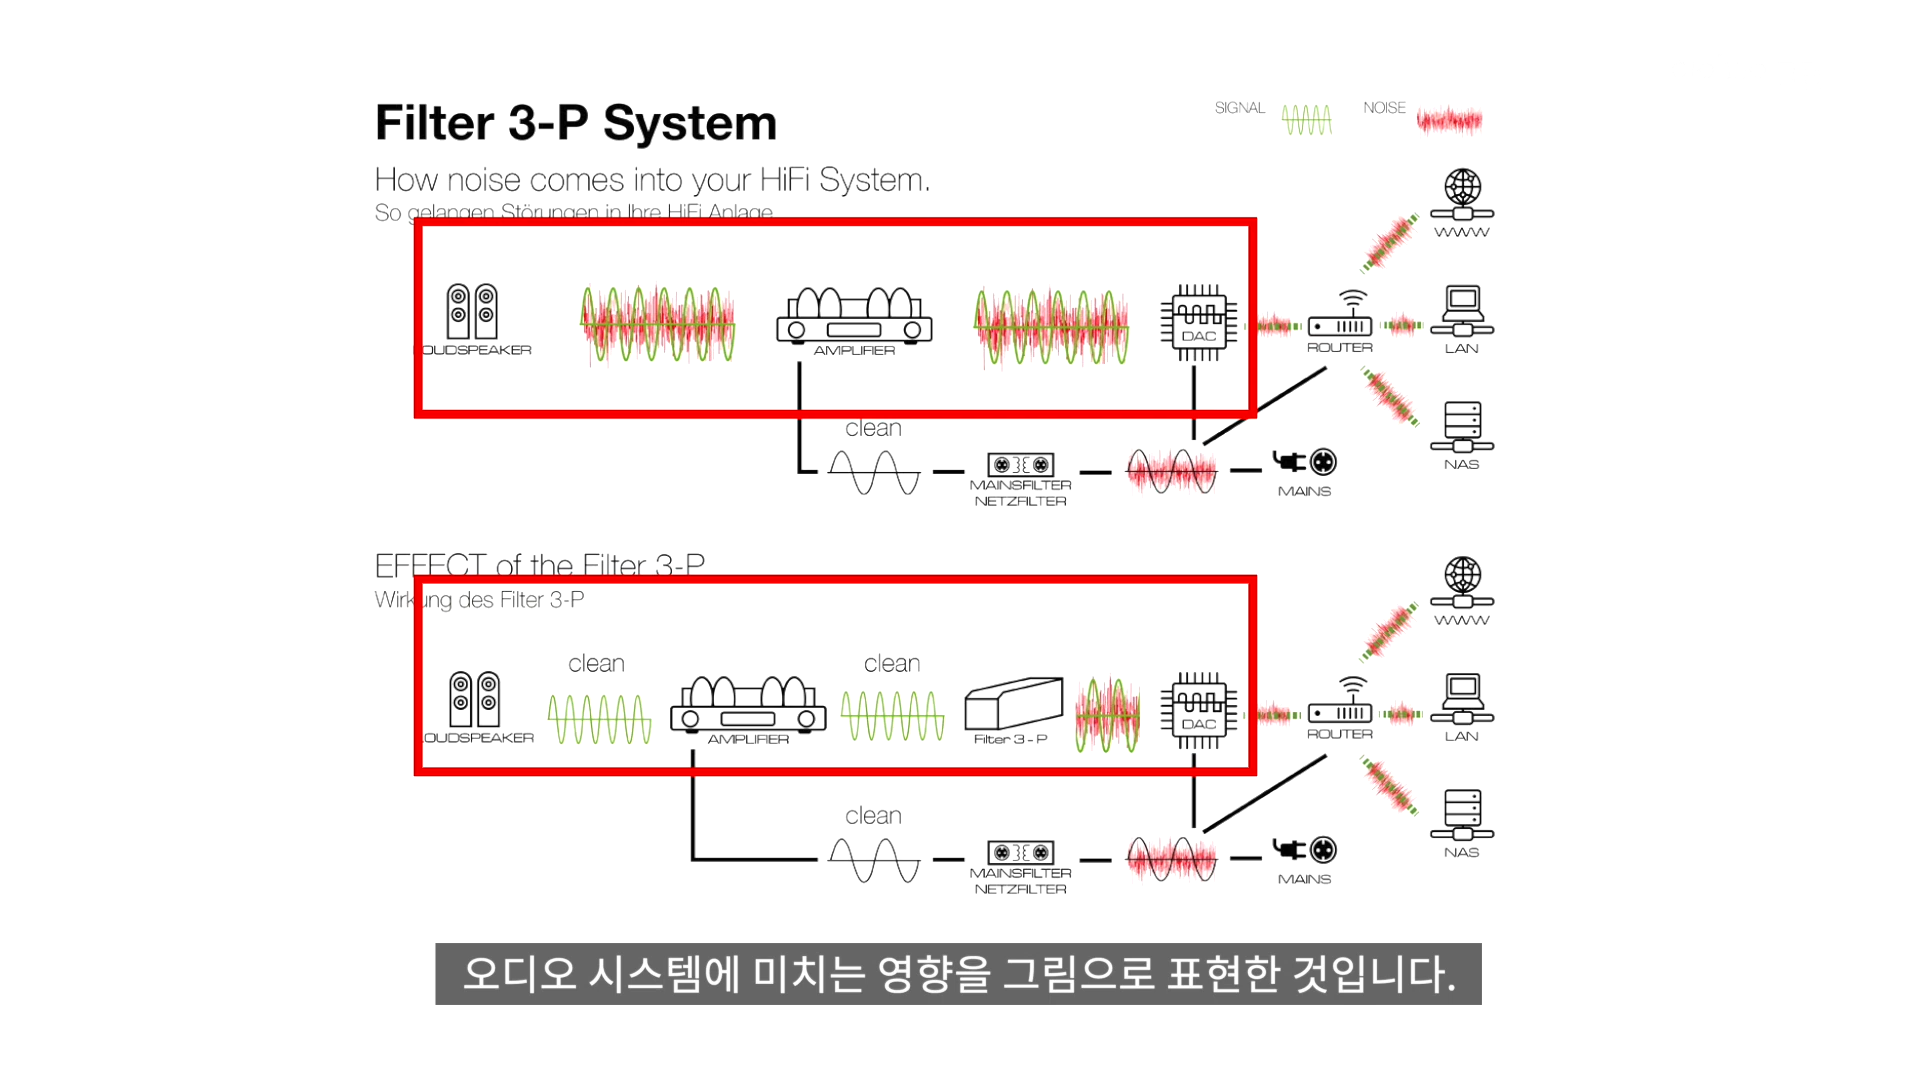 Filter 3-P System
SIGNAL
NOISE
How noise comes into your HiFi System.
So gelangen Störungen in Ihre HiFi Anlage
WWW
OUDSPEAKER
AMPLIFIER
DAC
ROUTER
LAN
clean
MAINSFILTER
NETZFILTER
MAINS
NAS
EFFECT of the Filter 3-P
Wirkung des Filter 3-P
WWW
clean
clean
OUDSPEAKER
AMPLIFIER
Filter 3-P
DAC
ROUTER
LAN
clean
MAINSFILTER
NETZFILTER
MAINS
NAS
오디오 시스템에 미치는 영향을 그림으로 표현한 것입니다.